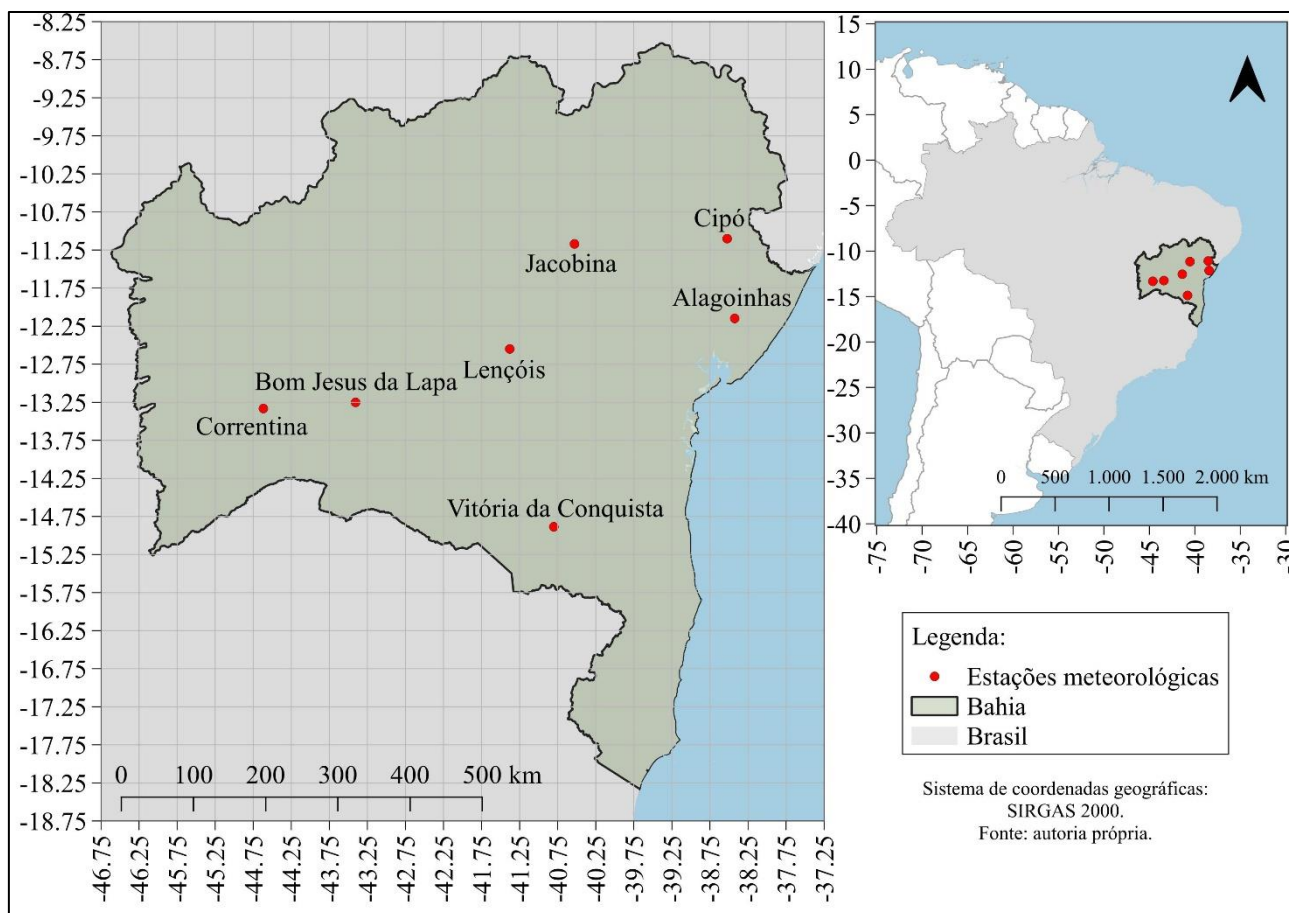 -8.25
-8.75
-9.25
-9.75
-10.25
-10.75
-11.25
-11.75
-12.25
-12.75
-13.25
-13.75
-14.25
-14.75
-15.25
-15.75
-16.25
-16.75
-17.25
-17.75
-18.25
-18.75
Cipó
Jacobina
Alagoinhas
Lençóis
Bom Jesus da Lapa
Correntina
Vitória da Conquista
0 100 200 300 400 500 km
-46.75 -46.25 -45.75 -45.25 -44.75 -44.25 -43.75 -43.25 -42.75 -42.25 -41.75 -41.25 -40.75 -40.25 -39.75 -39.25 -38.75 -38.25 -37.75 -37.25
15
10
5
0
-5
-10
-15
-20
-25
-30
-35
-40
0 500 1.000 1.500 2.000 km
-75 -70 -65 -60 -55 -50 -45 -40 -35 -30
Legenda:
Estações meteorológicas
Bahia
Brasil
Sistema de coordenadas geográficas:
SIRGAS 2000.
Fonte: autoria própria.